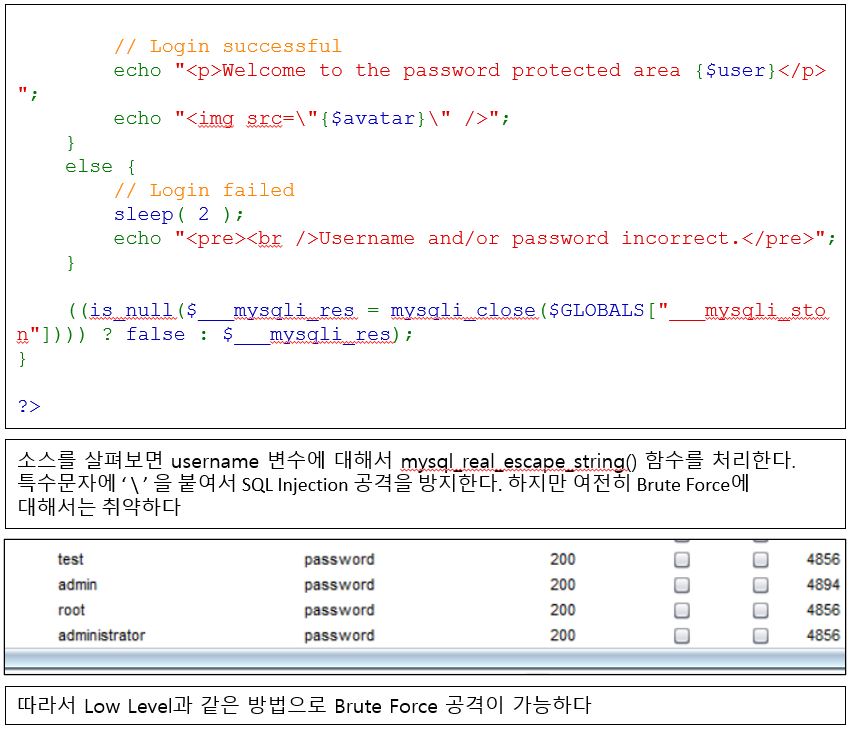 // Login successful
echo "<p>Welcome to the password protected area {$user}</p>
";
echo "<img src=\"{$avatar}\" />";
}
else {
// Login failed
sleep( 2 );
echo "<pre><br />Username and/or password incorrect.</pre>";
}
((is_null($___mysqli_res = mysqli_close($GLOBALS["___mysqli_sto
n"]))) ? false : $___mysqli_res);
}
?>
소스를 살펴보면 username 변수에 대해서 mysql_real_escape_string() 함수를 처리한다.
특수문자에 ‘ \ ’ 을 붙여서 SQL Injection 공격을 방지한다. 하지만 여전히 Brute Force에
대해서는 취약하다
test password 200 4856
admin password 200 4894
root password 200 4856
administrator password 200 4856
따라서 Low Level과 같은 방법으로 Brute Force 공격이 가능하다